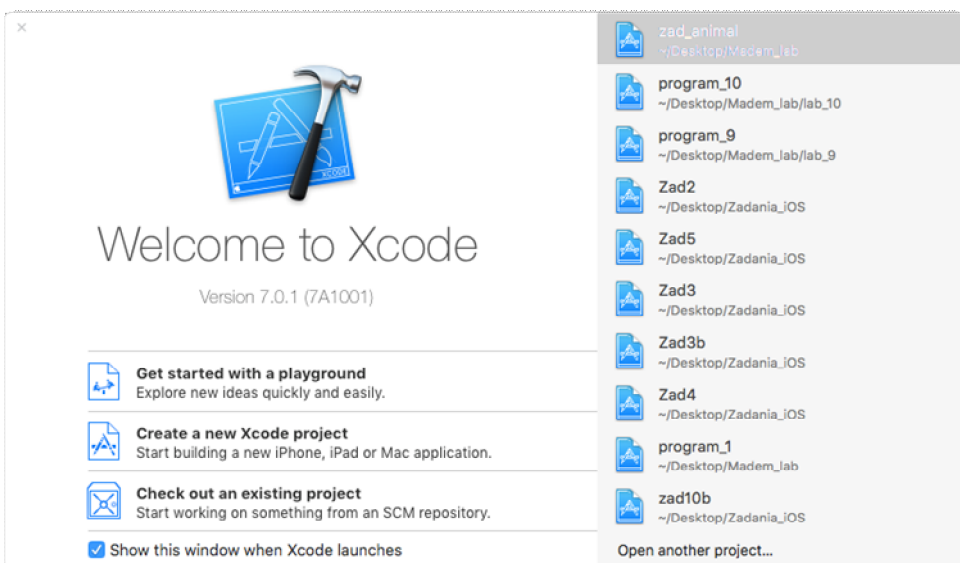 XCODE
Welcome to Xcode
Version 7.0.1 (7A1001)
Get started with a playground
Explore new ideas quickly and easily.
Create a new Xcode project
Start building a new iPhone, iPad or Mac application.
Check out an existing project
Start working on something from an SCM repository.
Show this window when Xcode launches
zad_animal
~/Desktop/Madem_lab
program_10
~/Desktop/Madem_lab/lab_10
program_9
~/Desktop/Madem_lab/lab_9
Zad2
~/Desktop/Zadania_iOS
Zad5
~/Desktop/Zadania_iOS
Zad3
~/Desktop/Zadania_iOS
Zad3b
~/Desktop/Zadania_iOS
Zad4
~/Desktop/Zadania_iOS
program_1
~/Desktop/Madem_lab
zad10b
~/Desktop/Zadania_iOS
Open another project...